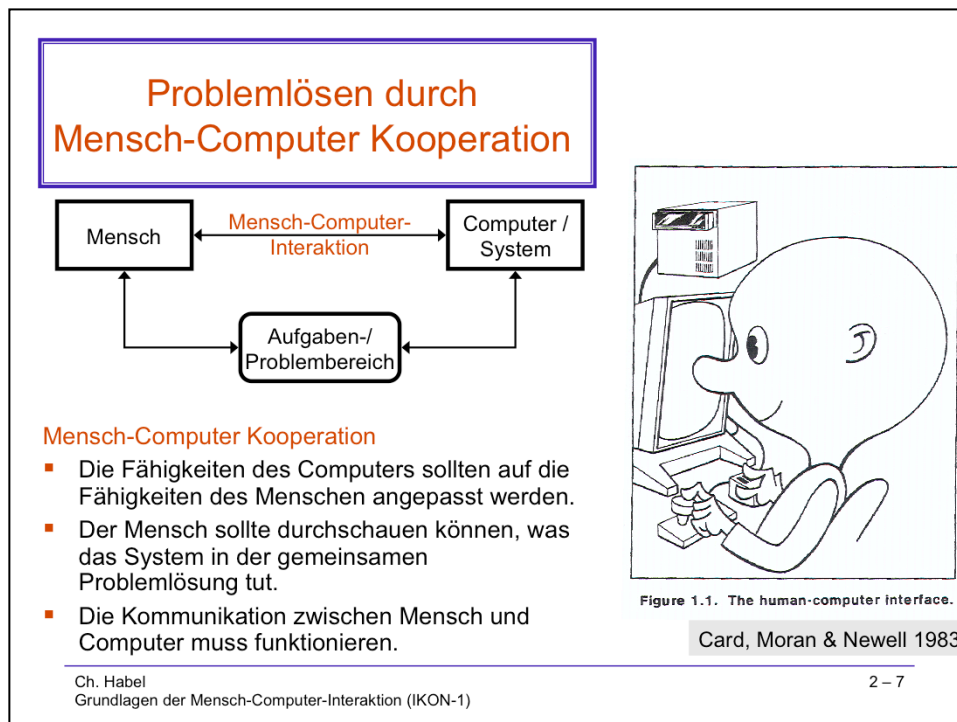 Problemlösen durch
Mensch-Computer Kooperation
Mensch
Mensch-Computer-
Interaktion
Computer /
System
Aufgaben-/
Problembereich
Mensch-Computer Kooperation
▪ Die Fähigkeiten des Computers sollten auf die
Fähigkeiten des Menschen angepasst werden.
▪ Der Mensch sollte durchschauen können, was
das System in der gemeinsamen
Problemlösung tut.
▪ Die Kommunikation zwischen Mensch und
Computer muss funktionieren.
Figure 1.1. The human-computer interface.
Card, Moran & Newell 1983
Ch. Habel
Grundlagen der Mensch-Computer-Interaktion (IKON-1)
2 – 7